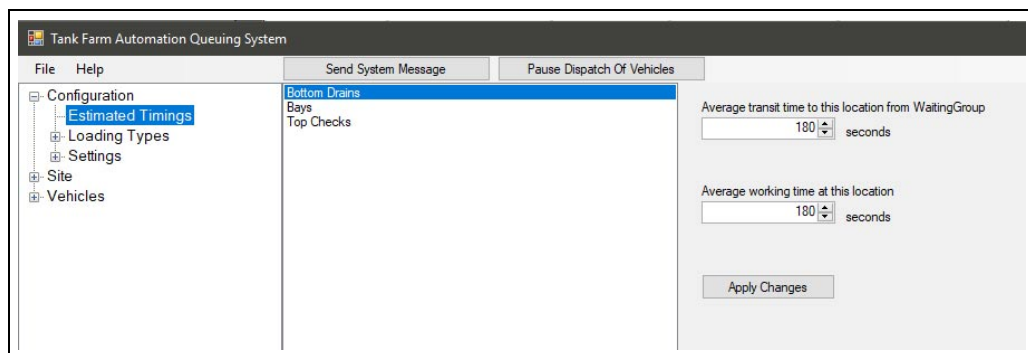 Tank Farm Automation Queuing System
File Help
Send System Message
Pause Dispatch Of Vehicles
Configuration
Estimated Timings
Loading Types
Settings
Site
Vehicles
Bottom Drains
Bays
Top Checks
Average transit time to this location from WaitingGroup
180 seconds
Average working time at this location
180 seconds
Apply Changes